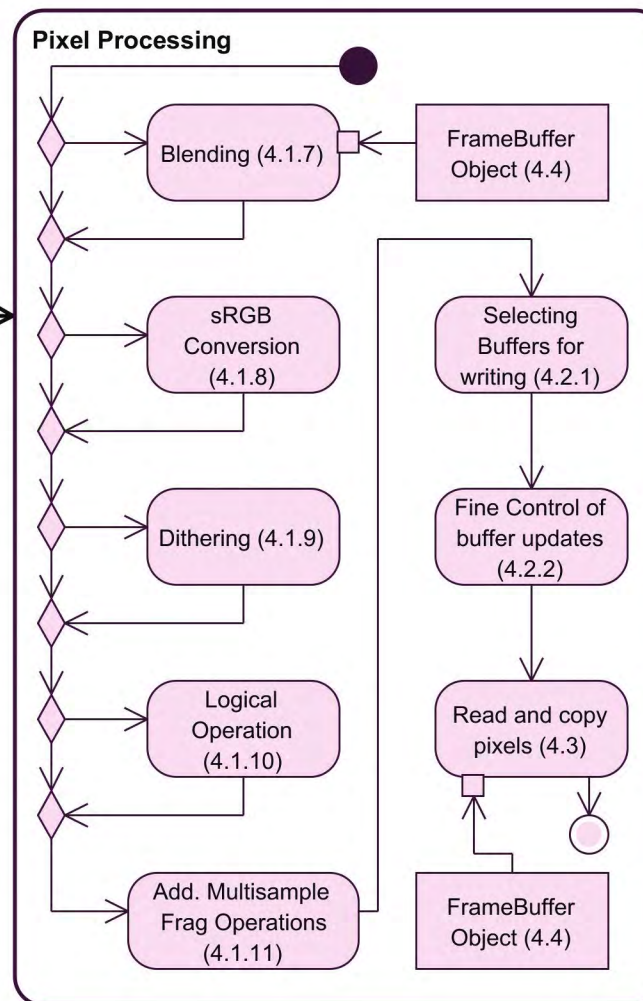 Pixel Processing
Blending (4.1.7)
FrameBuffer
Object (4.4)
sRGB
Conversion
(4.1.8)
Selecting
Buffers for
writing (4.2.1)
Dithering (4.1.9)
Fine Control of
buffer updates
(4.2.2)
Logical
Operation
(4.1.10)
Read and copy
pixels (4.3)
Add. Multisample
Frag Operations
(4.1.11)
FrameBuffer
Object (4.4)